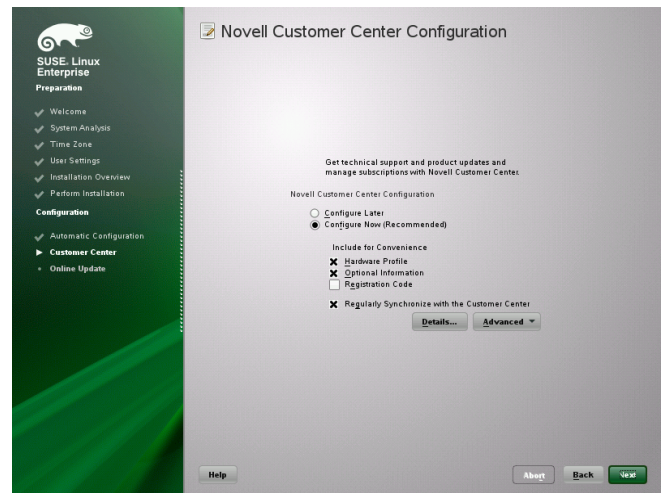 SUSE. Linux
Enterprise
Preparation
Welcome
System Analysis
Time Zone
User Settings
Installation Overview
Perform Installation
Configuration
Automatic Configuration
Customer Center
Online Update
Novell Customer Center Configuration
Get technical support and product updates and
manage subscriptions with Novell Customer Center.
Novell Customer Center Configuration
Configure Later
Configure Now (Recommended)
Include for Convenience
Hardware Profile
Optional Information
Registration Code
Regularly Synchronize with the Customer Center
Details... Advanced
Help Abort Back Next